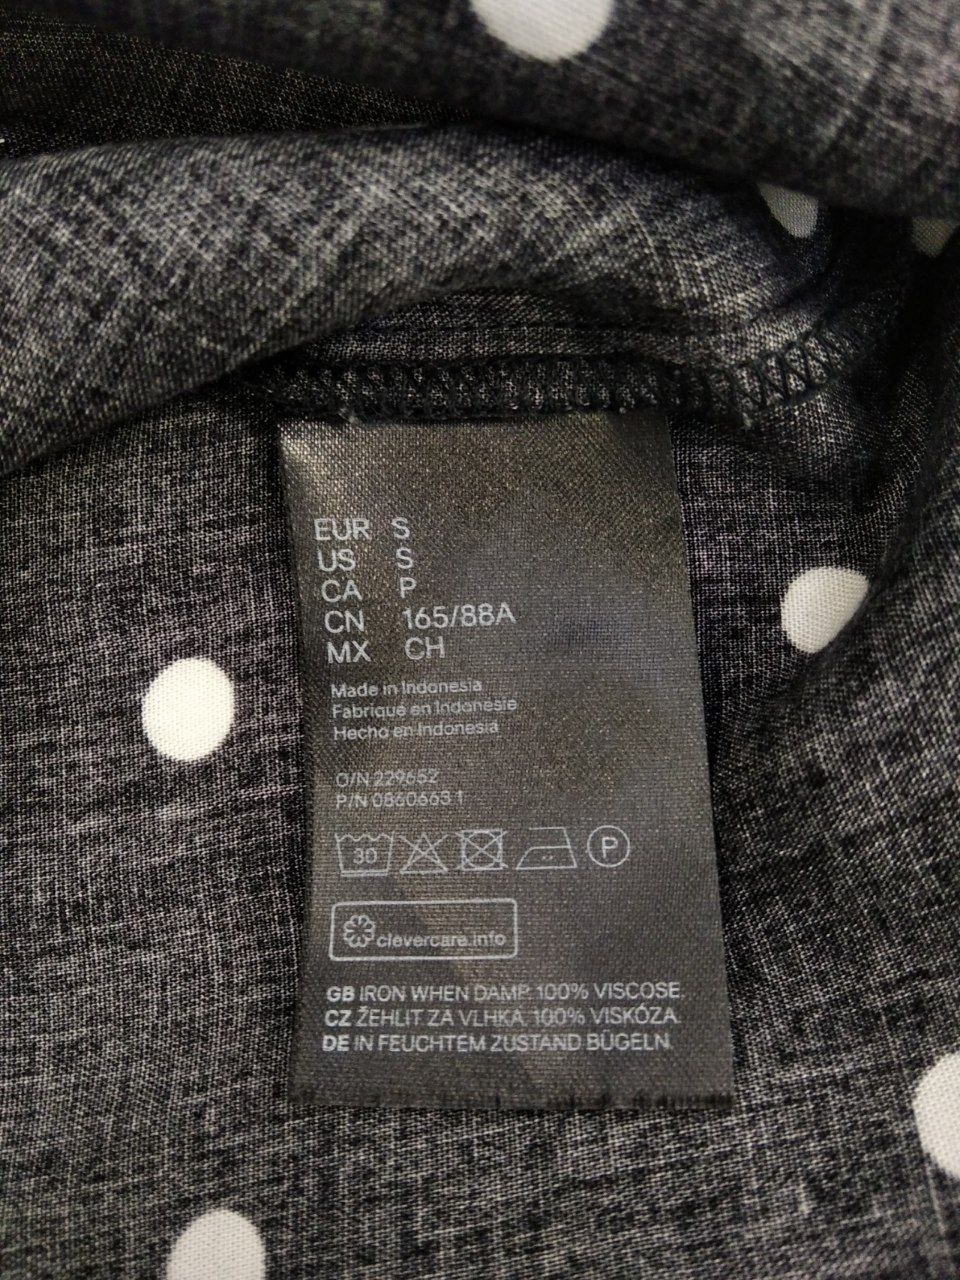 EUR S
US S
CA P
CN 165/88A
MX CH
Made in Indonesia
Fabriqué en Indonésie
Hecho en Indonesia
O/N 229652
P/N 0860663 1
30
P
clevercare.info
GB IRON WHEN DAMP. 100% VISCOSE.
CZ ŽEHLIT ZA VLHKA. 100% VISKÓZA.
DE IN FEUCHTEM ZUSTAND BÜGELN.